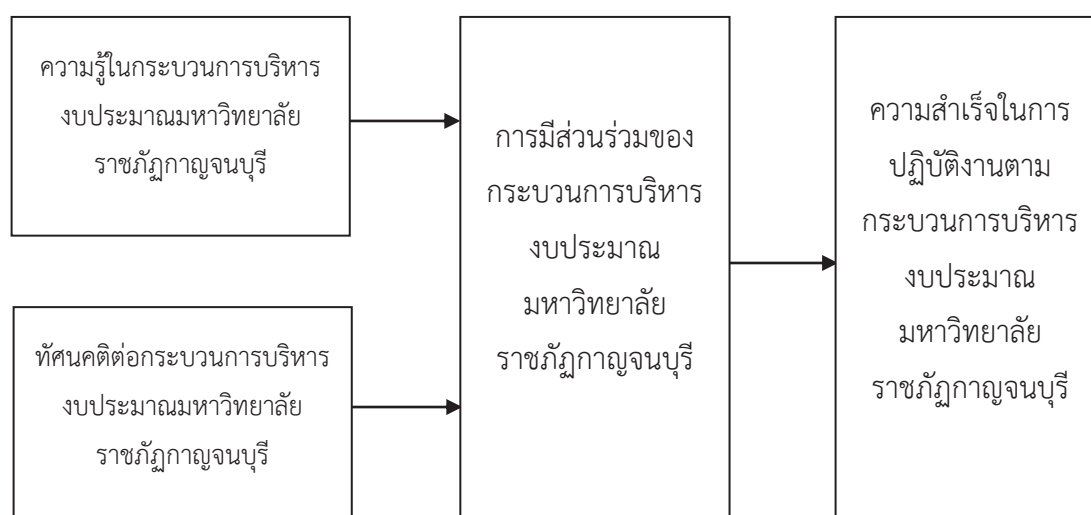 ความรู้ในกระบวนการบริหาร
งบประมาณมหาวิทยาลัย
ราชภัฏกาญจนบุรี
ทัศนคติต่อกระบวนการบริหาร
งบประมาณมหาวิทยาลัย
ราชภัฏกาญจนบุรี
การมีส่วนร่วมของ
กระบวนการบริหาร
งบประมาณ
มหาวิทยาลัย
ราชภัฏกาญจนบุรี
ความสำเร็จในการ
ปฏิบัติงานตาม
กระบวนการบริหาร
งบประมาณ
มหาวิทยาลัย
ราชภัฏกาญจนบุรี